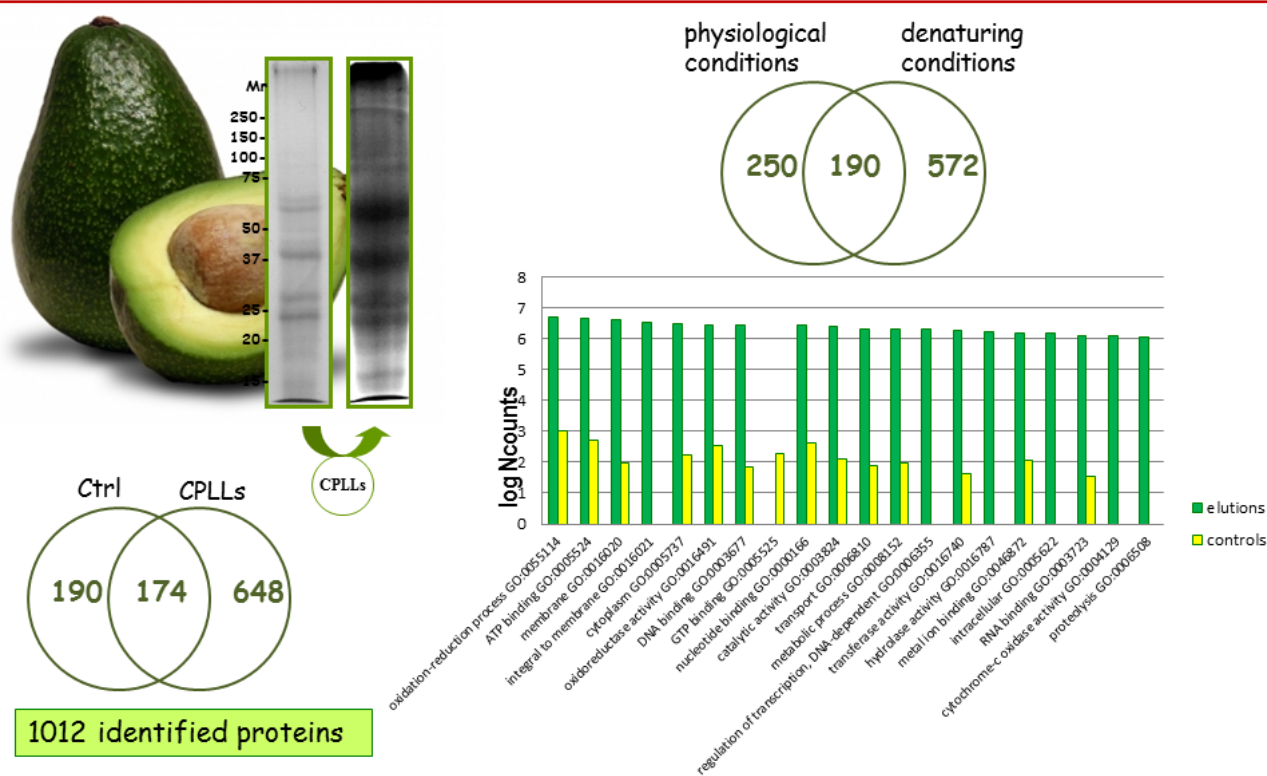 physiological
conditions
denaturing
conditions
250
190
572
Mr
250-
150-
100-
75-
50-
37-
25-
20-
15-
CPLLs
Ctrl
CPLLs
190
174
648
1012 identified proteins
8
7
6
5
4
3
2
1
0
log Ncounts
oxidation-reduction process GO:0055114
ATP binding GO:0005524
membrane GO:0016020
integral to membrane GO:0016021
cytoplasm GO:0005737
oxidoreductase activity GO:0016491
DNA binding GO:0003677
GTP binding GO:0005525
nucleotide binding GO:0000166
catalytic activity GO:0003824
transport GO:0006810
metabolic process GO:0008152
regulation of transcription, DNA-dependent GO:0006355
transferase activity GO:0016740
hydrolase activity GO:0016787
metal ion binding GO:0046872
intracellular GO:0005622
RNA binding GO:0003723
cytochrome-c oxidase activity GO:0004129
proteolysis GO:0006508
elutions
controls